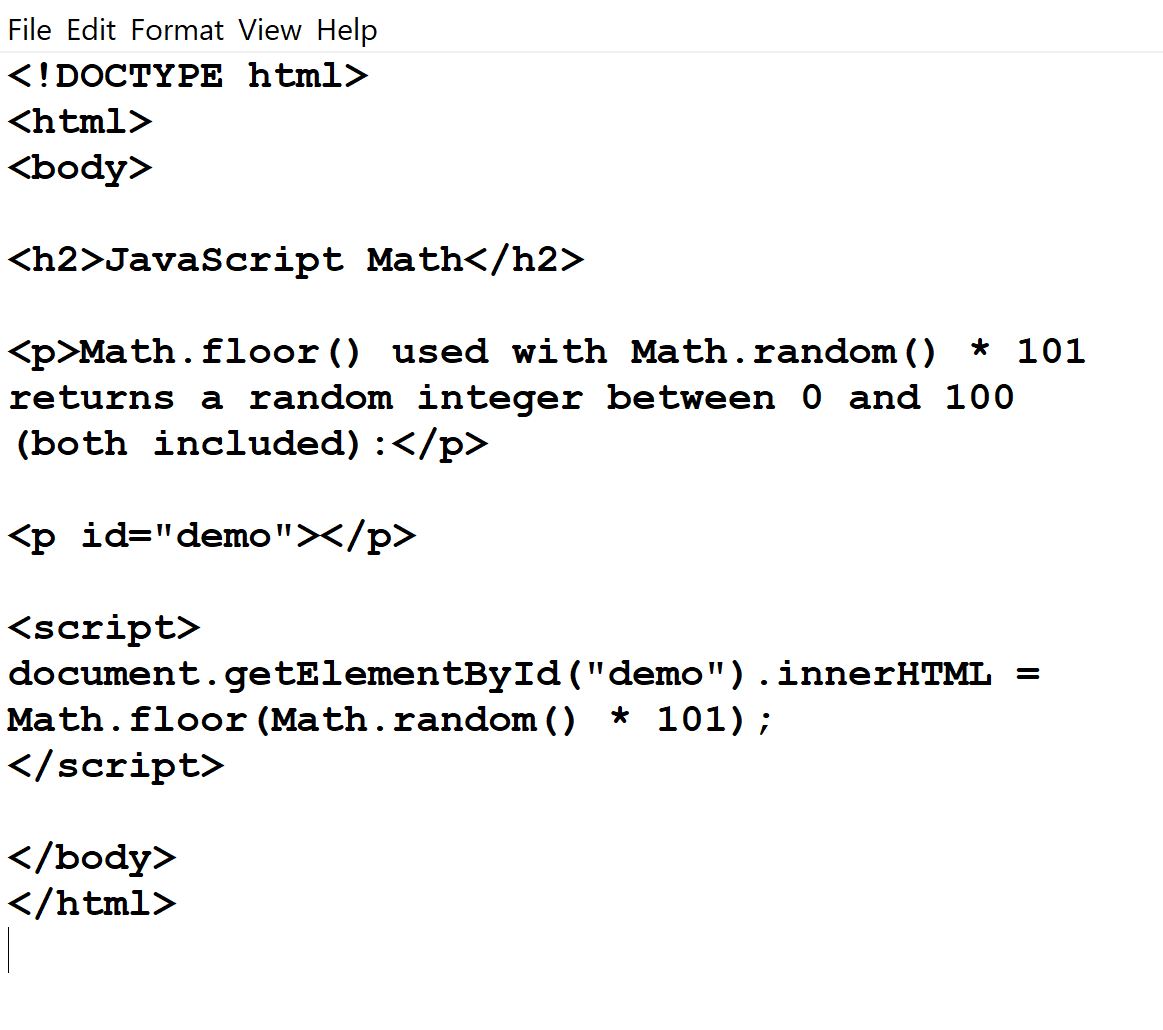 File Edit Format View Help
<!DOCTYPE html>
<html>
<body>
<h2>JavaScript Math</h2>
<p>Math.floor() used with Math.random() * 101
returns a random integer between 0 and 100
(both included):</p>
<p id="demo"></p>
<script>
document.getElementById("demo").innerHTML =
Math.floor(Math.random() * 101);
</script>
</body>
</html>